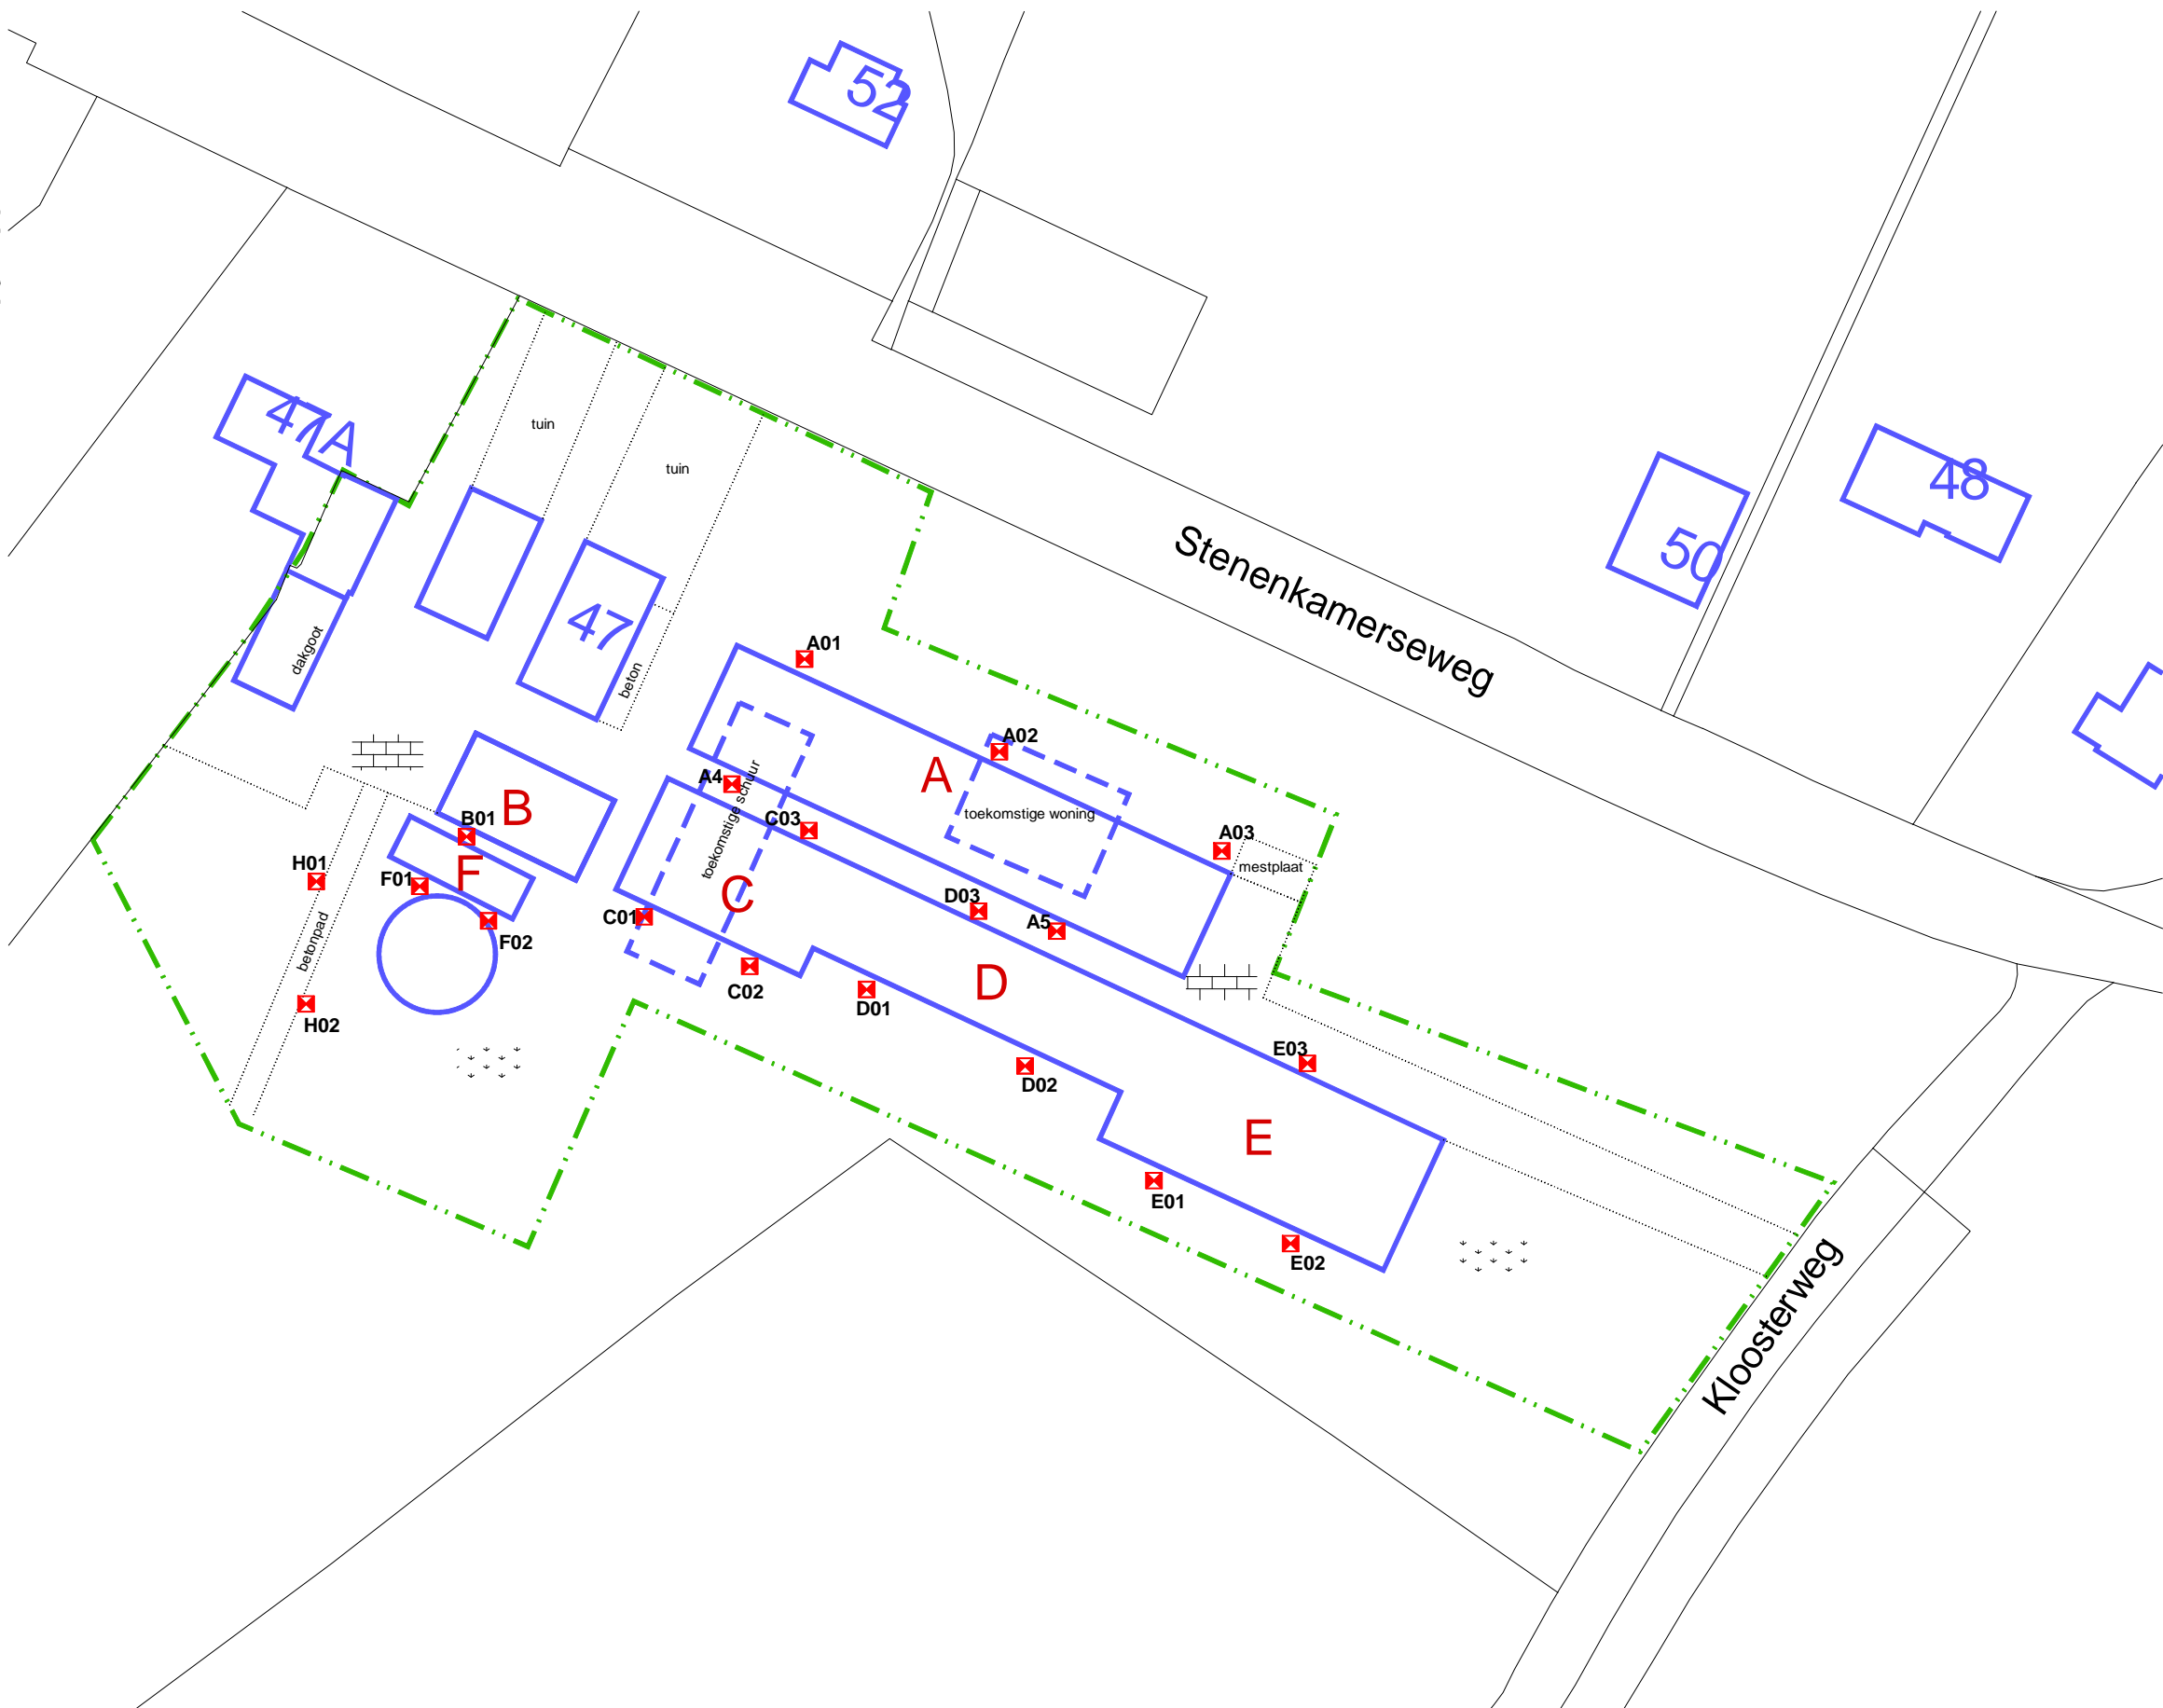 52
47A
tuin
tuin
48
Stenenkamerseweg
50
47
dakgoot
beton
A01
A02
A
A4
toekomstige schuur
toekomstige woning
B
B01
C03
A03
mestplaat
F
H01
F01
C
D03
C01
A5
F02
betonpad
D
C02
D01
H02
E03
D02
E
E01
E02
Kloosterweg